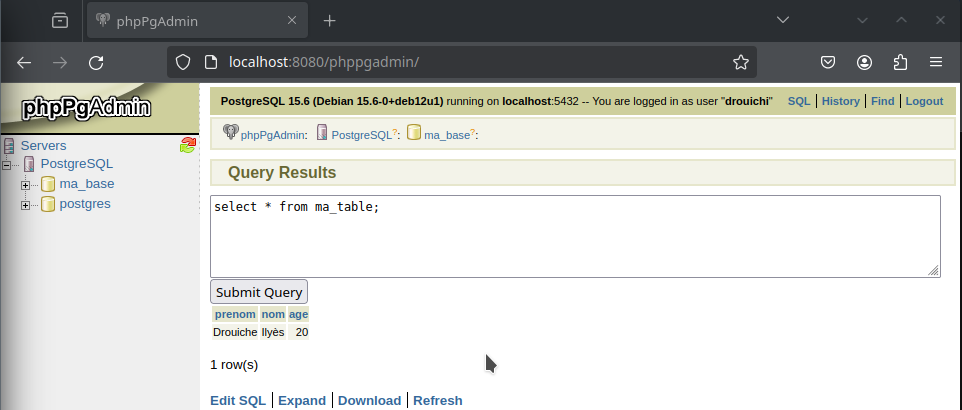 phpPgAdmin
localhost:8080/phppgadmin/
phpPgAdmin
PostgreSQL 15.6 (Debian 15.6-0+deb12u1) running on localhost:5432 -- You are logged in as user "drouichi" SQL | History | Find | Logout
phpPgAdmin: PostgreSQL?: ma_base?:
Servers
PostgreSQL
ma_base
postgres
Query Results
select * from ma_table;
Submit Query
prenom nom age
Drouiche Ilyès 20
1 row(s)
Edit SQL | Expand | Download | Refresh